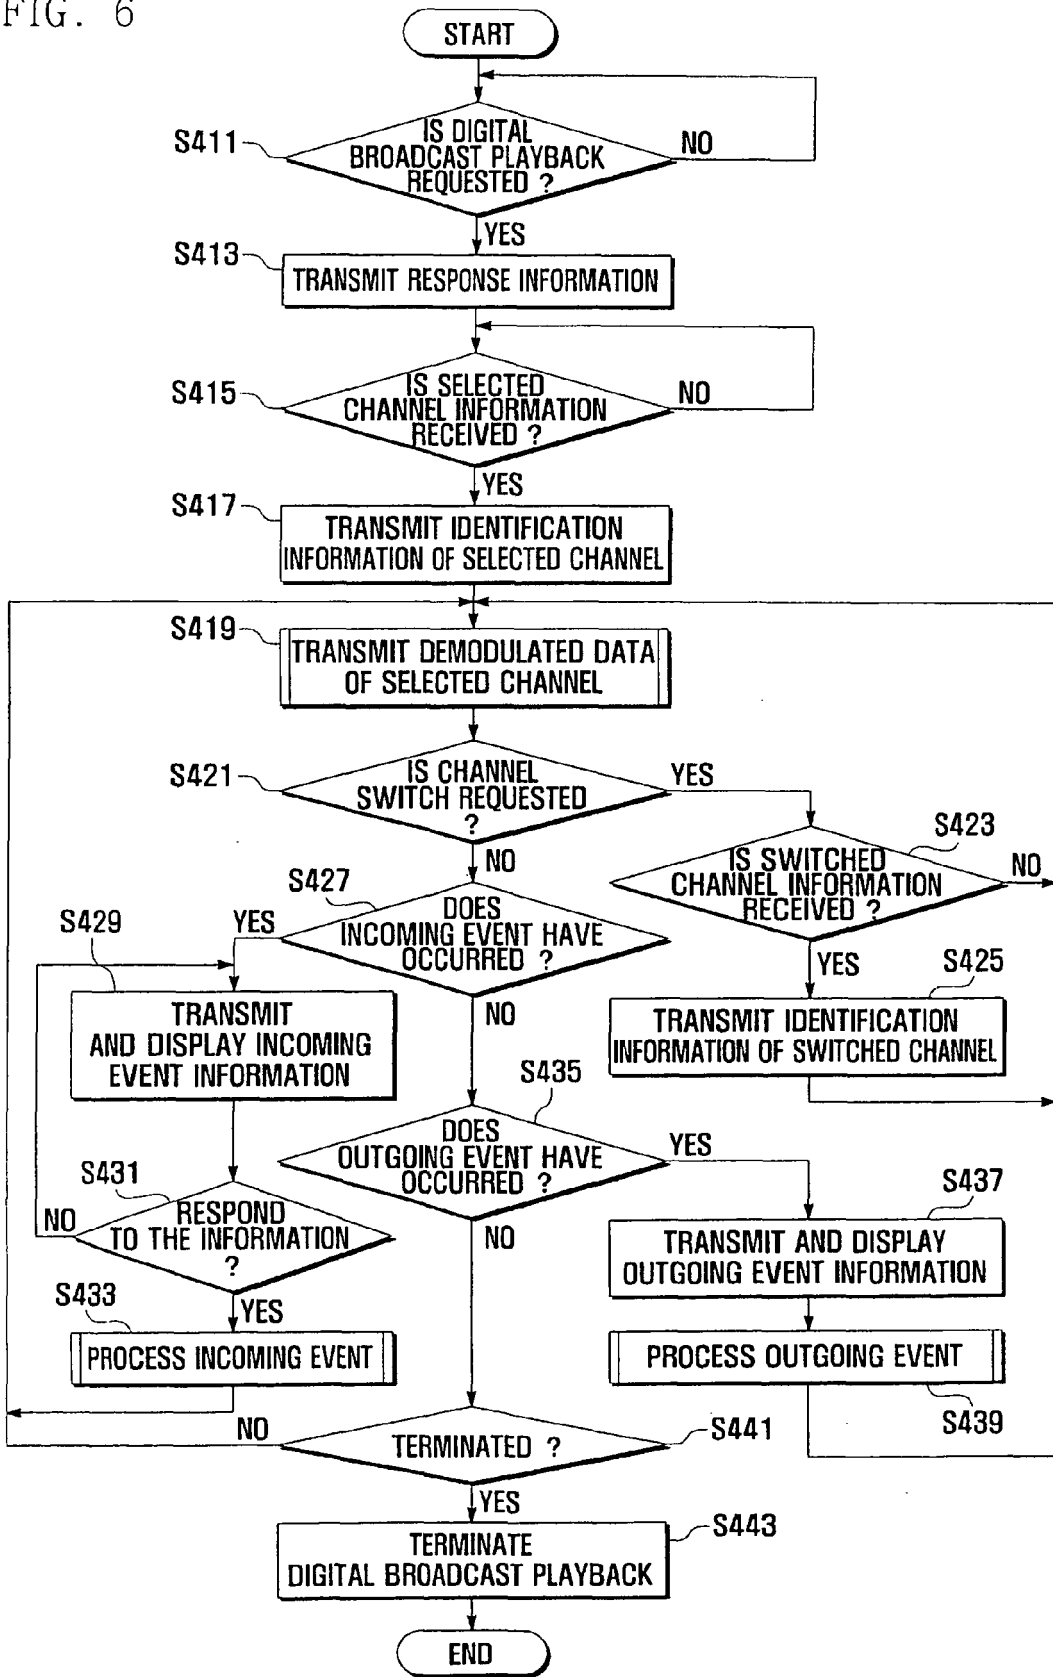 FIG. 6
START
S411
IS DIGITAL
BROADCAST PLAYBACK
REQUESTED ?
NO
YES
S413
TRANSMIT RESPONSE INFORMATION
S415
IS SELECTED
CHANNEL INFORMATION
RECEIVED ?
NO
YES
S417
TRANSMIT IDENTIFICATION
INFORMATION OF SELECTED CHANNEL
S419
TRANSMIT DEMODULATED DATA
OF SELECTED CHANNEL
S421
IS CHANNEL
SWITCH REQUESTED
?
YES
NO
S423
IS SWITCHED
CHANNEL INFORMATION
RECEIVED ?
NO
YES
S425
TRANSMIT IDENTIFICATION
INFORMATION OF SWITCHED CHANNEL
S427
DOES
INCOMING EVENT HAVE
OCCURRED ?
YES
NO
S429
TRANSMIT
AND DISPLAY INCOMING
EVENT INFORMATION
S431
RESPOND
TO THE INFORMATION
?
NO
YES
S433
PROCESS INCOMING EVENT
S435
DOES
OUTGOING EVENT HAVE
OCCURRED ?
YES
NO
S437
TRANSMIT AND DISPLAY
OUTGOING EVENT INFORMATION
PROCESS OUTGOING EVENT
S439
NO
TERMINATED ?
S441
YES
TERMINATE
DIGITAL BROADCAST PLAYBACK
S443
END